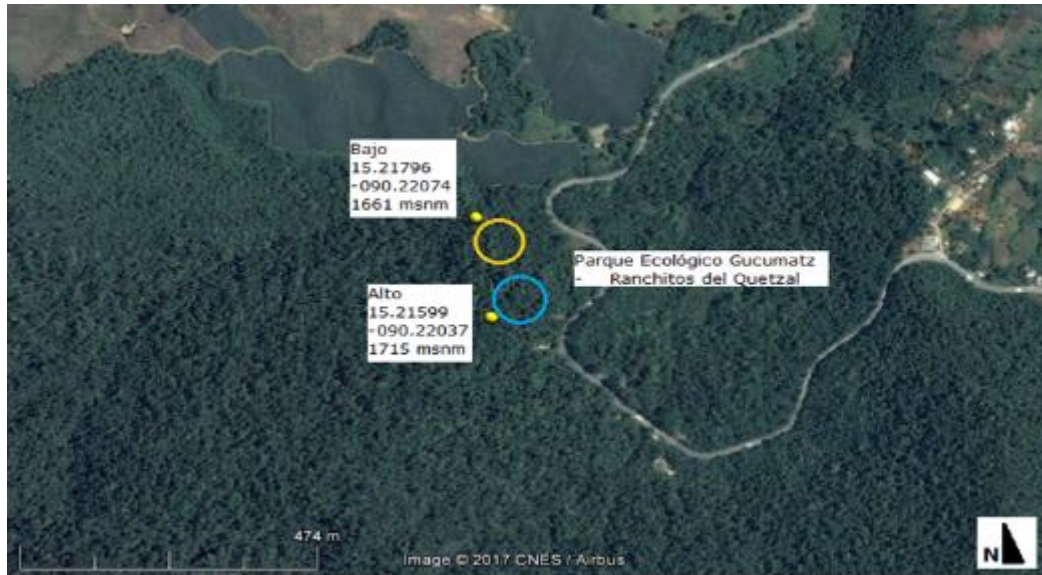 Bajo
15.21796
-090.22074
1661 msnm
Parque Ecológico Gucumatz
- Ranchitos del Quetzal
Alto
15.21599
-090.22037
1715 msnm
474 m
Image © 2017 CNES / Airbus
N